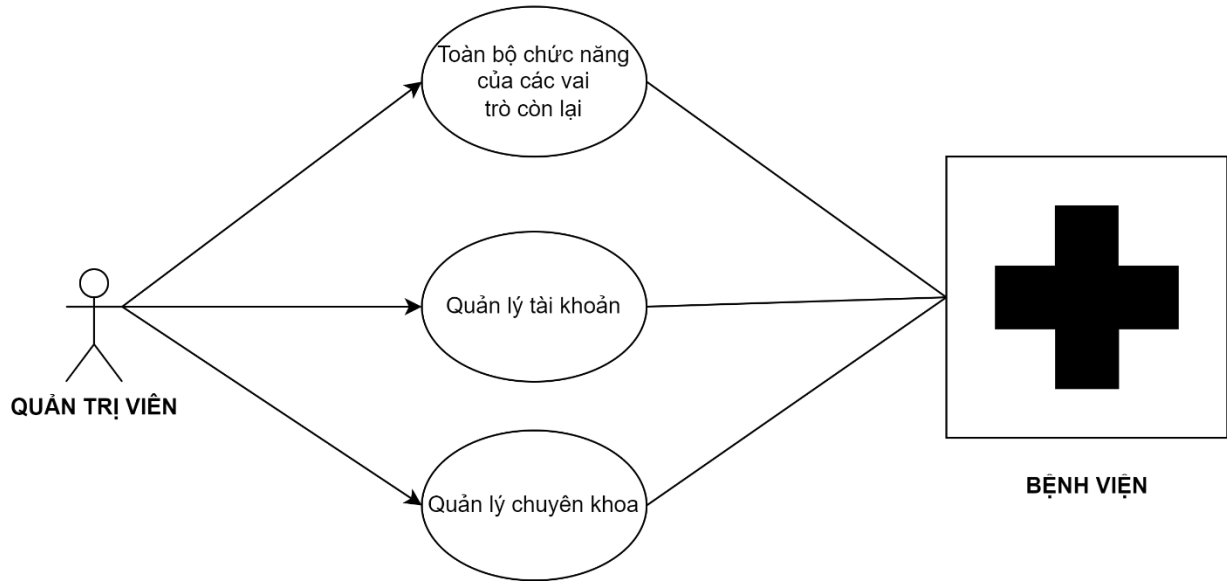 Toàn bộ chức năng
của các vai
trò còn lại
Quản lý tài khoản
QUẢN TRỊ VIÊN
Quản lý chuyên khoa
BỆNH VIỆN